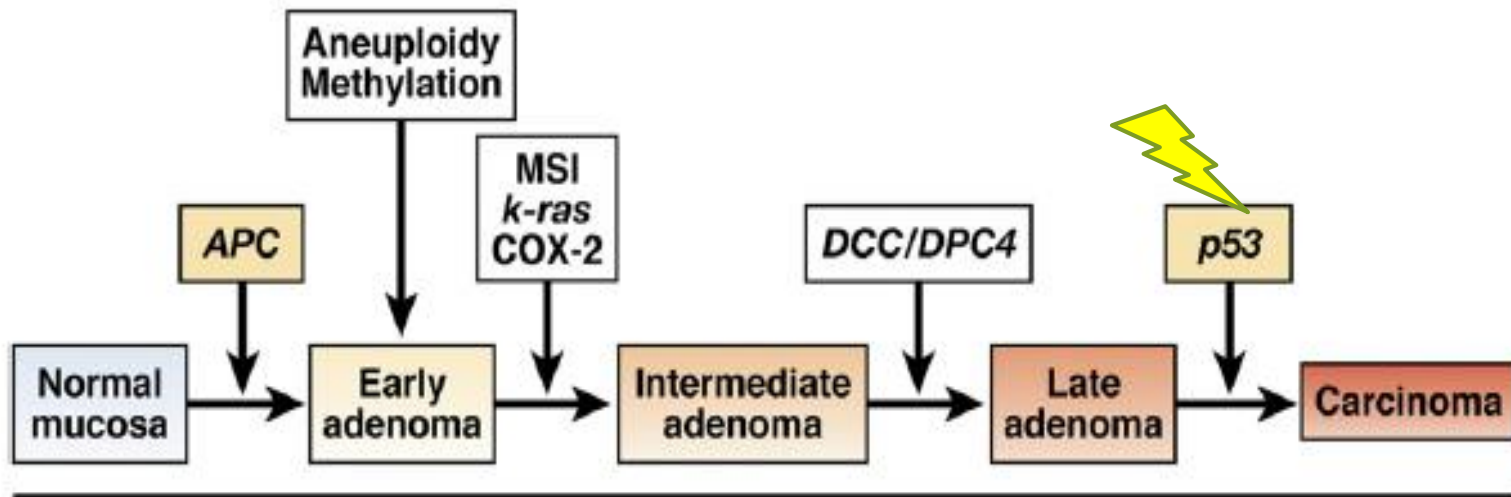 Aneuploidy
Methylation
MSI
k-ras
COX-2
APC
DCC/DPC4
p53
Normal
mucosa
Early
adenoma
Intermediate
adenoma
Late
adenoma
Carcinoma